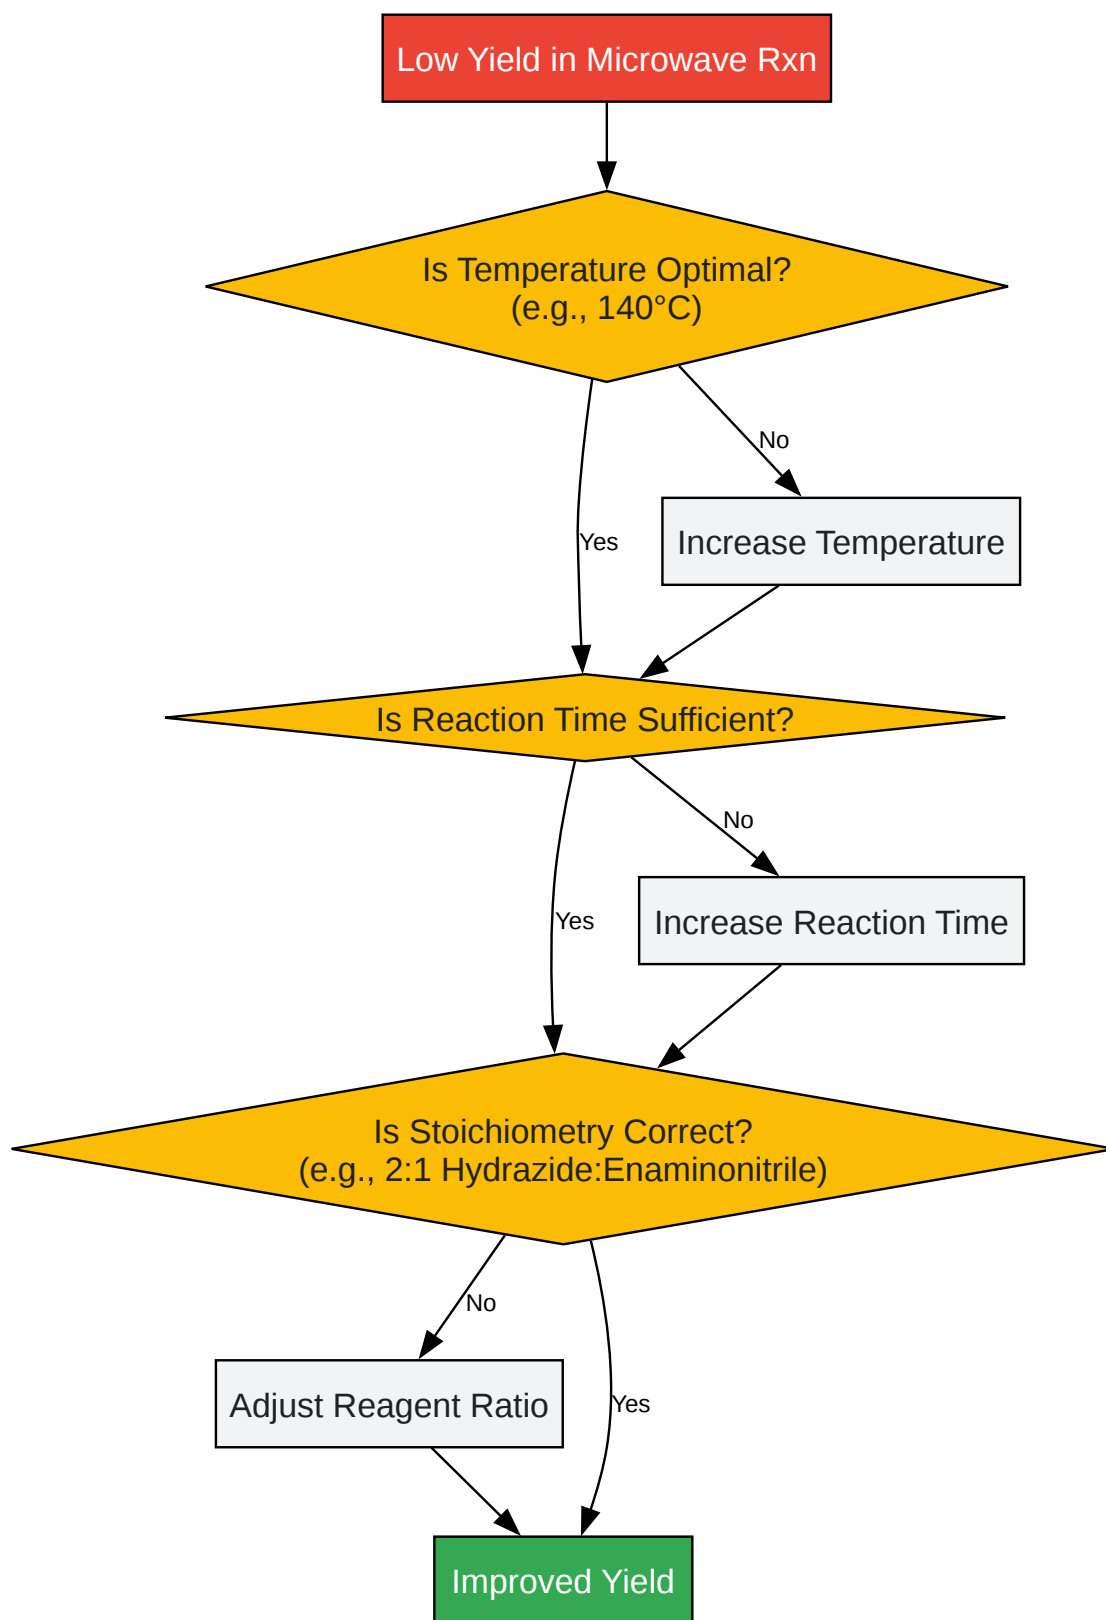 Low Yield in Microwave Rxn
Is Temperature Optimal?
(e.g., 140°C)
No
Yes
Increase Temperature
Is Reaction Time Sufficient?
No
Yes
Increase Reaction Time
Is Stoichiometry Correct?
(e.g., 2:1 Hydrazide:Enaminonitrile)
No
Adjust Reagent Ratio
Yes
Improved Yield